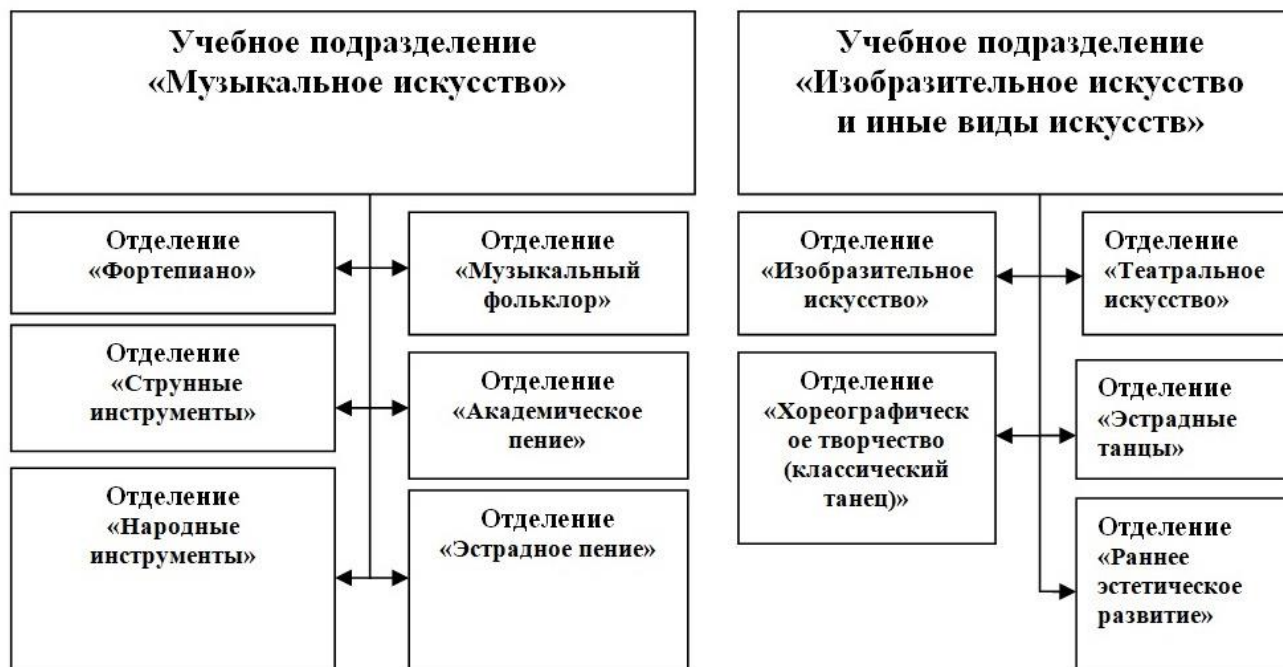 Учебное подразделение
«Музыкальное искусство»
Отделение
«Фортепиано»
Отделение
«Музыкальный
фольклор»
Отделение
«Струнные
инструменты»
Отделение
«Академическое
пение»
Отделение
«Народные
инструменты»
Отделение
«Эстрадное пение»
Учебное подразделение
«Изобразительное искусство
и иные виды искусств»
Отделение
«Изобразительное
искусство»
Отделение
«Театральное
искусство»
Отделение
«Хореографическ
ое творчество
(классический
танец)»
Отделение
«Эстрадные
танцы»
Отделение
«Раннее
эстетическое
развитие»